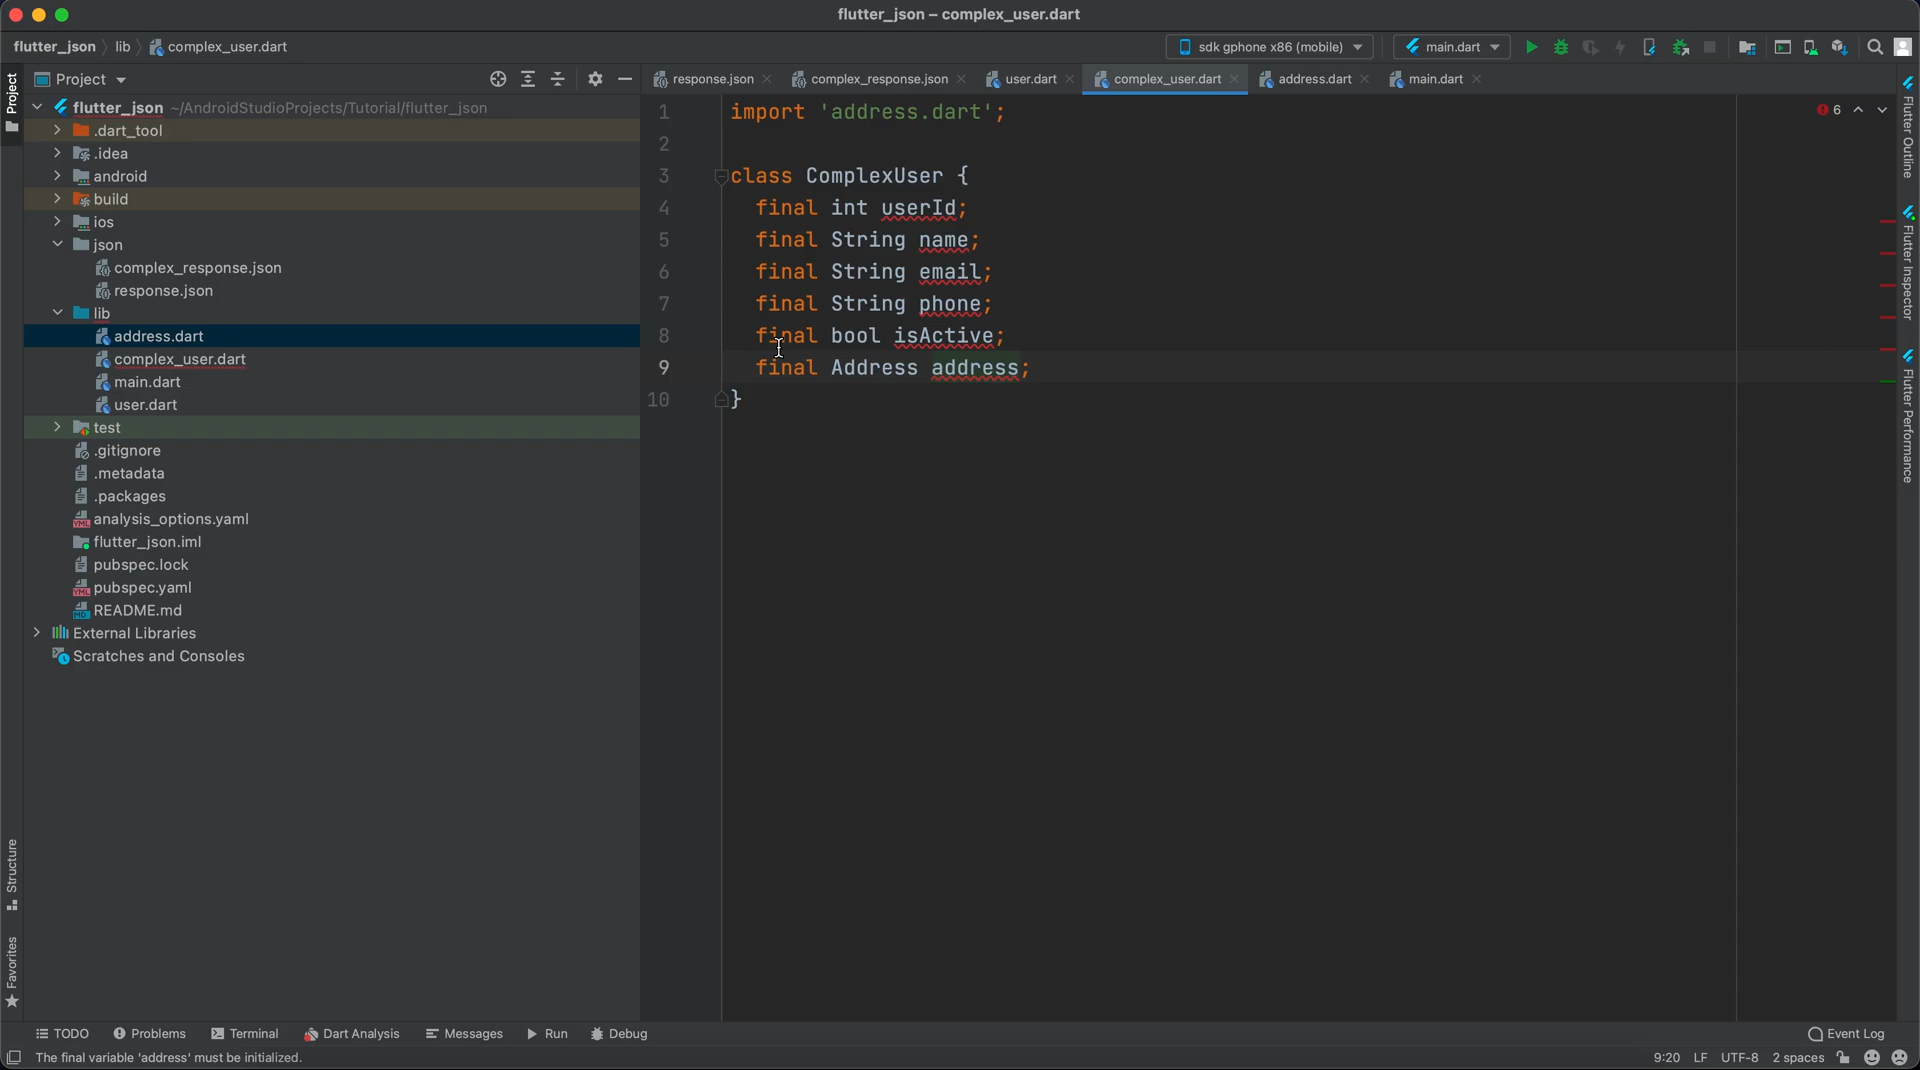 flutter_json – complex_user.dart
flutter_json
lib
complex_user.dart
sdk gphone x86 (mobile)
main.dart
Project
Project
flutter_json ~/AndroidStudioProjects/Tutorial/flutter_json
.dart_tool
.idea
android
build
ios
json
complex_response.json
response.json
lib
address.dart
complex_user.dart
main.dart
user.dart
test
.gitignore
.metadata
.packages
analysis_options.yaml
flutter_json.iml
pubspec.lock
pubspec.yaml
README.md
External Libraries
Scratches and Consoles
Structure
Favorites
response.json
complex_response.json
user.dart
complex_user.dart
address.dart
main.dart
1 import 'address.dart';
2
3 class ComplexUser {
4 final int userId;
5 final String name;
6 final String email;
7 final String phone;
8 final bool isActive;
9 final Address address;
10 }
6
Flutter Outline
Flutter Inspector
Flutter Performance
TODO
Problems
Terminal
Dart Analysis
Messages
Run
Debug
Event Log
The final variable 'address' must be initialized.
9:20
LF
UTF-8
2 spaces